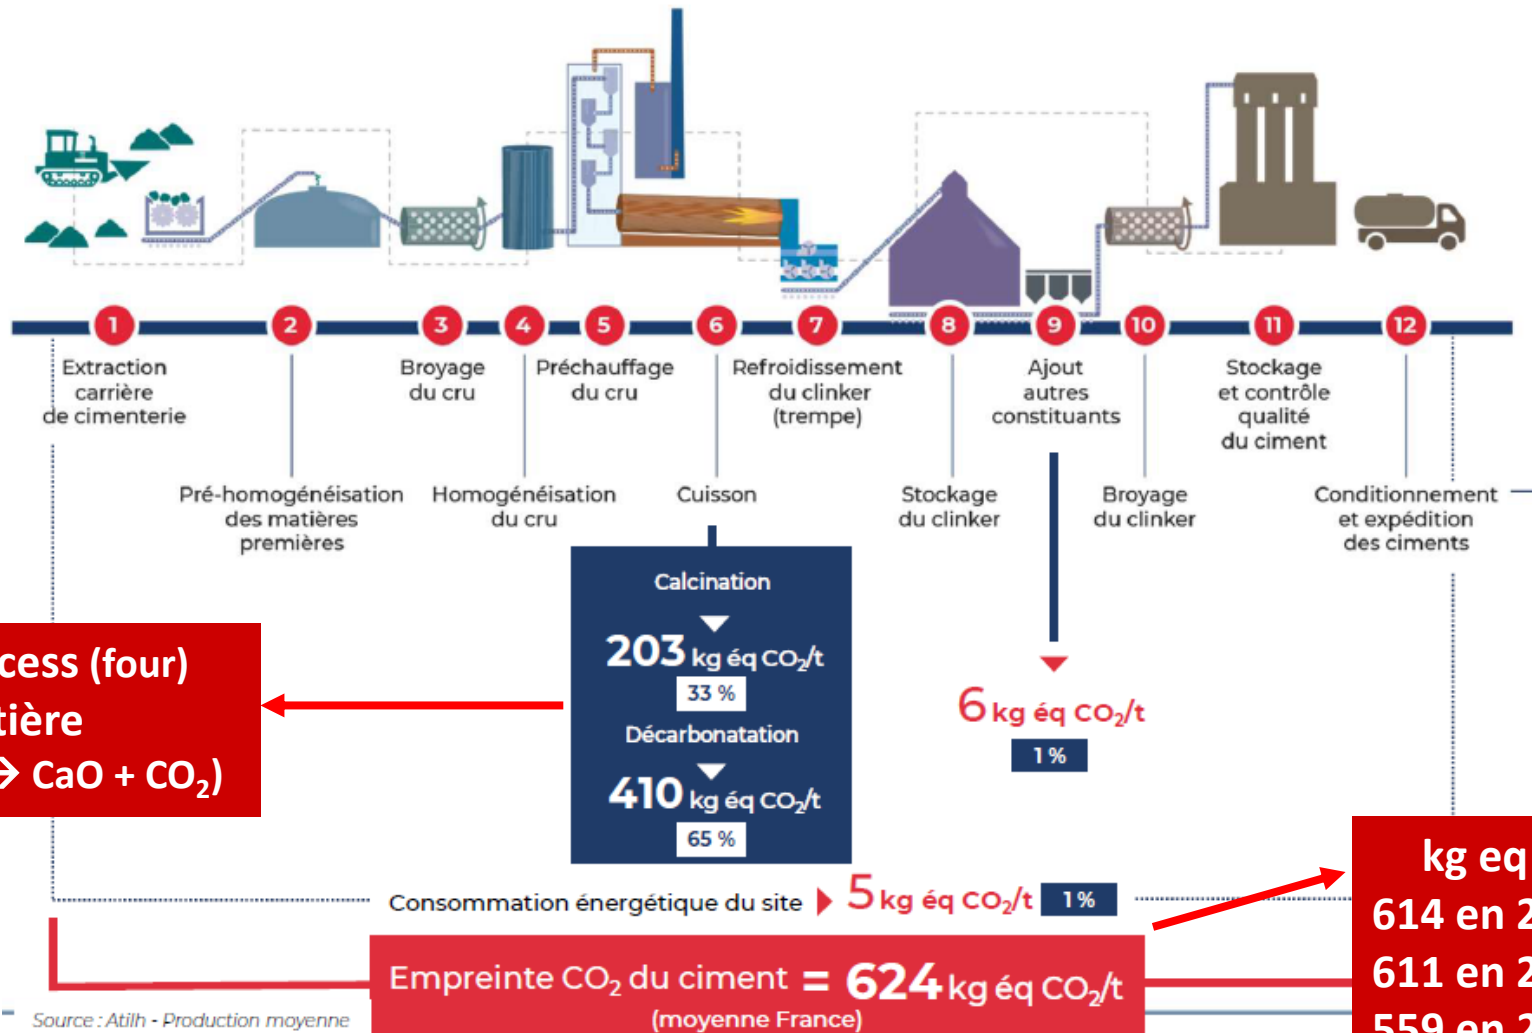 1
2
3
4
5
6
7
8
9
10
11
12
Extraction
carrière
de cimenterie
Broyage
du cru
Préchauffage
du cru
Refroidissement
du clinker
(trempe)
Ajout
autres
constituants
Stockage
et contrôle
qualité
du ciment
Pré-homogénéisation
des matières
premières
Homogénéisation
du cru
Cuisson
Stockage
du clinker
Broyage
du clinker
Conditionnement
et expédition
des ciments
Calcination
203 kg éq CO₂/t
33 %
Décarbonatation
410 kg éq CO₂/t
65 %
(four)
→ CaO + CO₂)
6 kg éq CO₂/t
1 %
Consommation énergétique du site 5 kg éq CO₂/t 1 %
Empreinte CO₂ du ciment = 624 kg éq CO₂/t
(moyenne France)
kg eq
614 en 2
611 en 2
559 en 2
Source : Atilh - Production moyenne